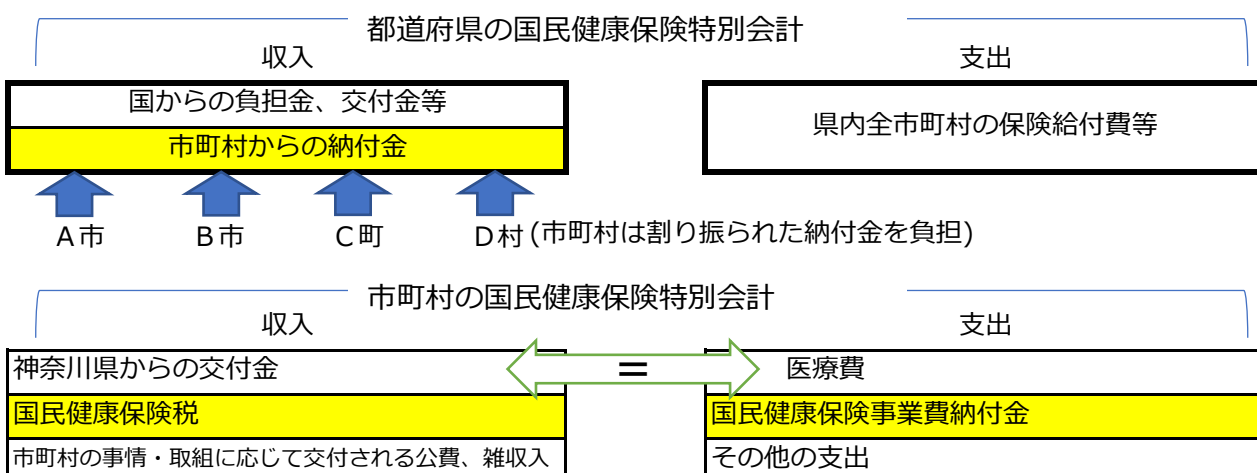 都道府県の国民健康保険特別会計
収入
支出
国からの負担金、交付金等
市町村からの納付金
県内全市町村の保険給付費等
A市
B市
C町
D村(市町村は割り振られた納付金を負担)
市町村の国民健康保険特別会計
収入
支出
神奈川県からの交付金
=
医療費
国民健康保険税
国民健康保険事業費納付金
市町村の事情・取組に応じて交付される公費、雑収入
その他の支出